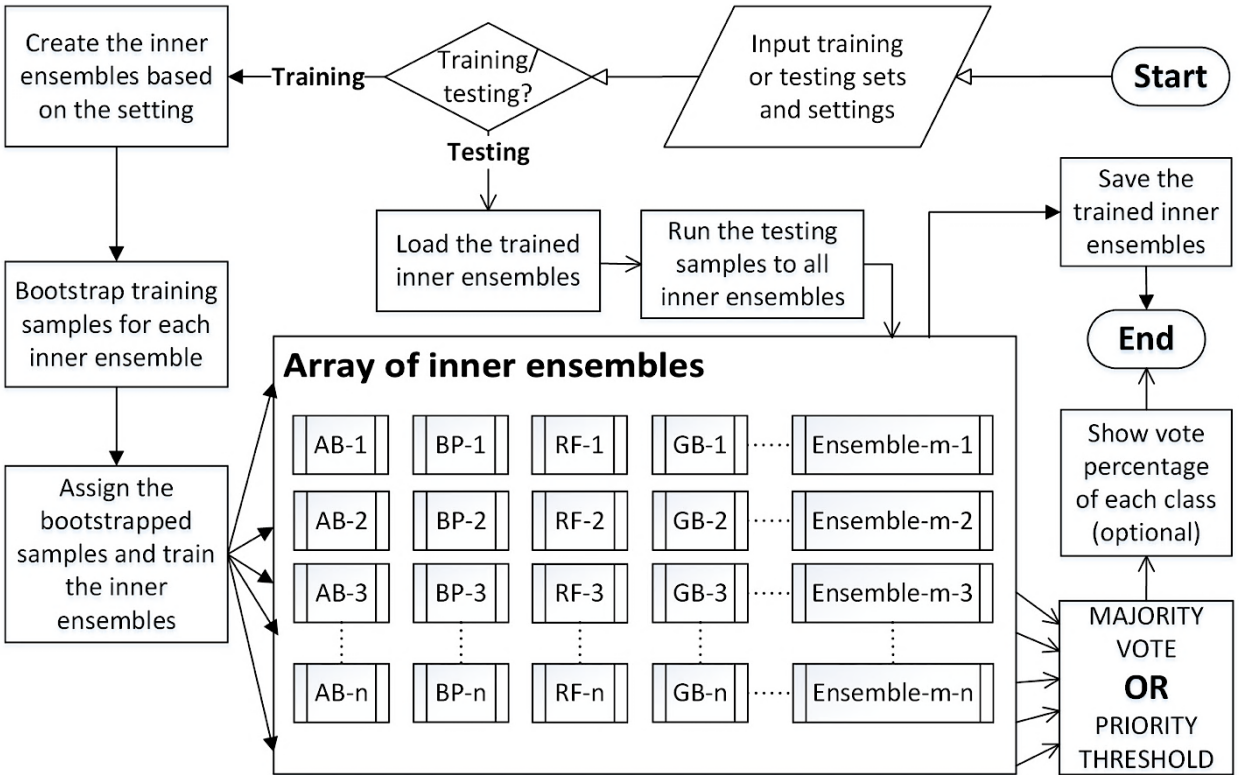 Start
Input training
or testing sets
and settings
Training/
testing?
Training
Create the inner
ensembles based
on the setting
Bootstrap training
samples for each
inner ensemble
Assign the
bootstrapped
samples and train
the inner
ensembles
Testing
Load the trained
inner ensembles
Run the testing
samples to all
inner ensembles
Array of inner ensembles
AB-1 BP-1 RF-1 GB-1 Ensemble-m-1
AB-2 BP-2 RF-2 GB-2 Ensemble-m-2
AB-3 BP-3 RF-3 GB-3 Ensemble-m-3
AB-n BP-n RF-n GB-n Ensemble-m-n
MAJORITY
VOTE
OR
PRIORITY
THRESHOLD
Show vote
percentage
of each class
(optional)
Save the
trained inner
ensembles
End